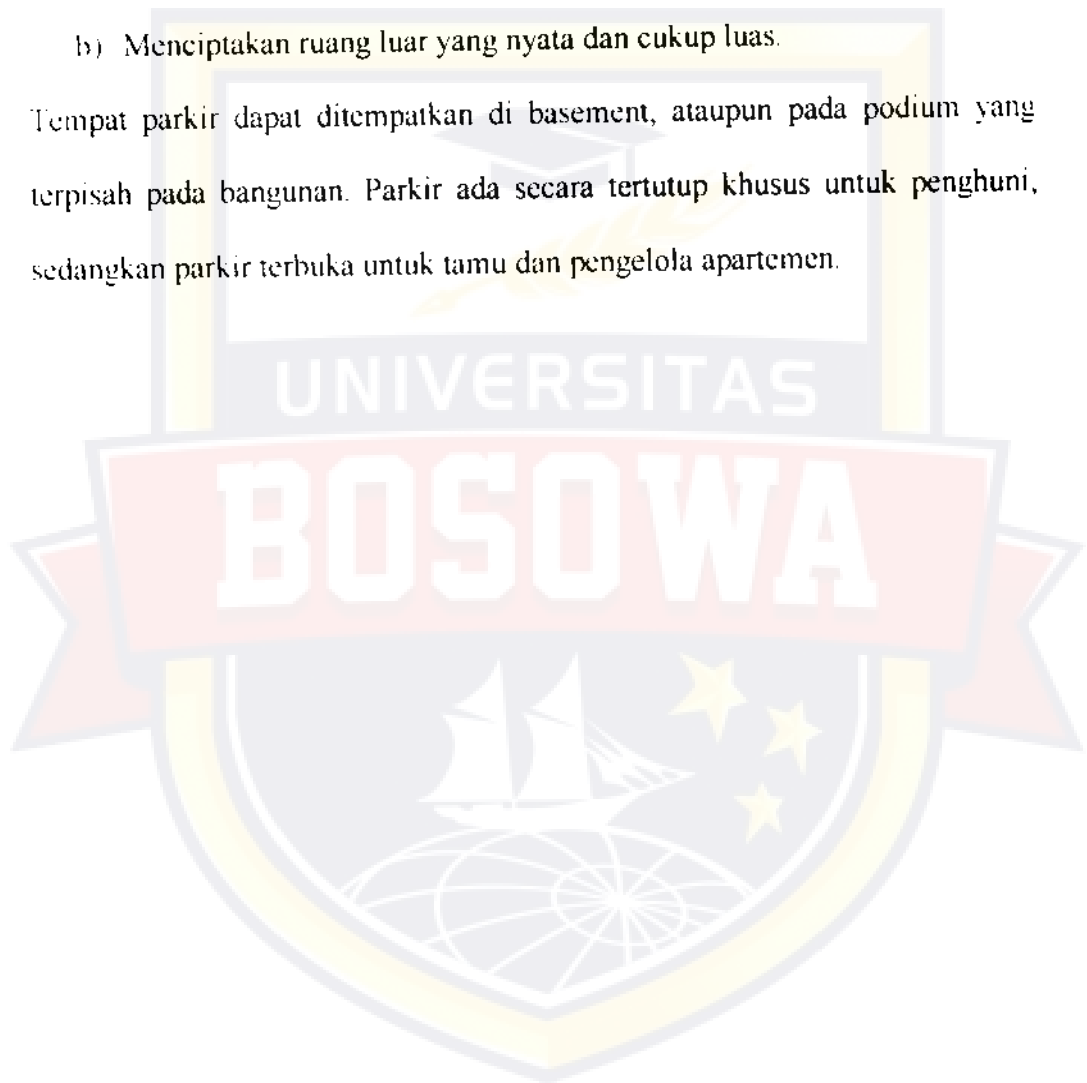 b) Menciptakan ruang luar yang nyata dan cukup luas.
Tempat parkir dapat ditempatkan di basement, ataupun pada podium yang
terpisah pada bangunan. Parkir ada secara tertutup khusus untuk penghuni,
sedangkan parkir terbuka untuk tamu dan pengelola apartemen.
UNIVERSITAS
BOSOWA